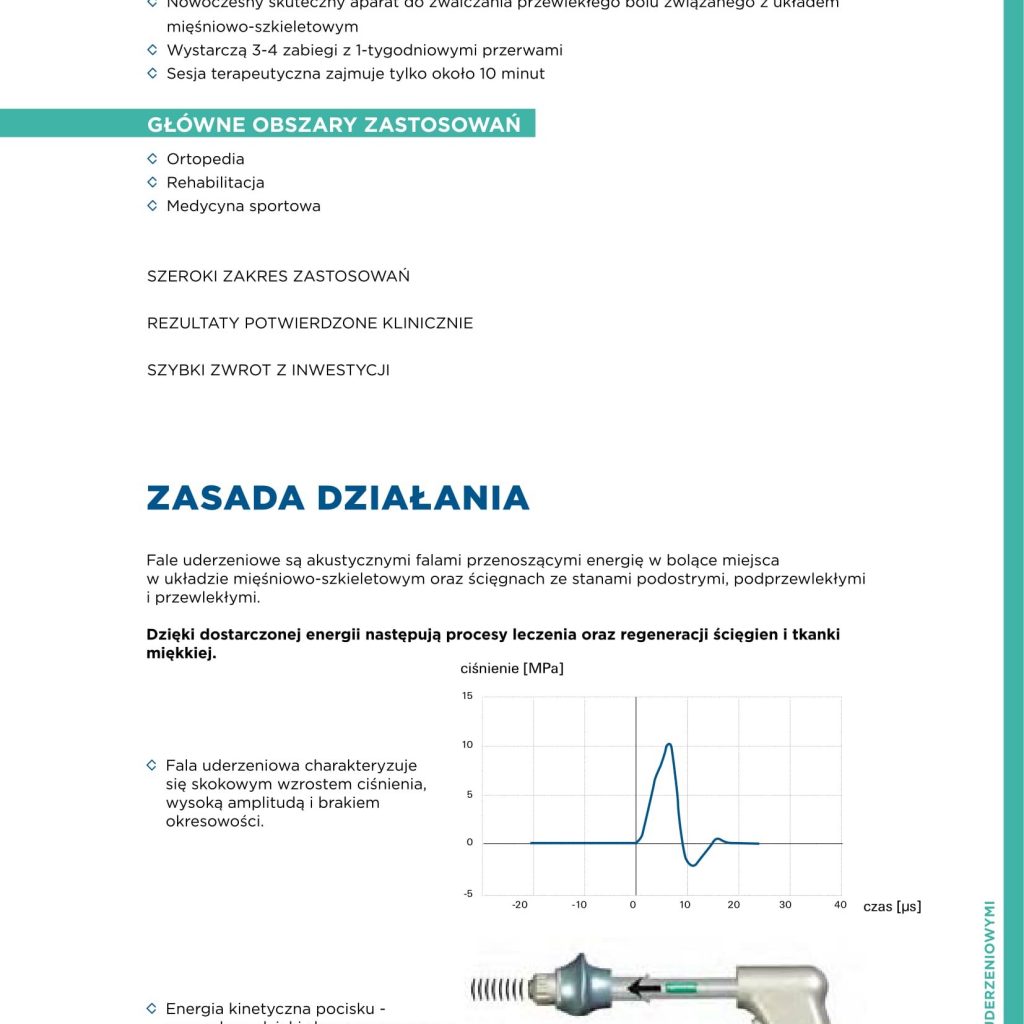 Nowoczesny skuteczny aparat do zwalczania przewlekłego bólu związanego z układem
mięśniowo-szkieletowym
Wystarczą 3-4 zabiegi z 1-tygodniowymi przerwami
Sesja terapeutyczna zajmuje tylko około 10 minut
GŁÓWNE OBSZARY ZASTOSOWAŃ
Ortopedia
Rehabilitacja
Medycyna sportowa
SZEROKI ZAKRES ZASTOSOWAŃ
REZULTATY POTWIERDZONE KLINICZNIE
SZYBKI ZWROT Z INWESTYCJI
ZASADA DZIAŁANIA
Fale uderzeniowe są akustycznymi falami przenoszącymi energię w bolące miejsca
w układzie mięśniowo-szkieletowym oraz ścięgnach ze stanami podostrymi, podprzewlekłymi
i przewlekłymi.
Dzięki dostarczonej energii następują procesy leczenia oraz regeneracji ścięgien i tkanki
miękkiej.
ciśnienie [MPa]
15
10
5
0
-5
-20 -10 0 10 20 30 40
czas [µs]
Fala uderzeniowa charakteryzuje
się skokowym wzrostem ciśnienia,
wysoką amplitudą i brakiem
okresowości.
Energia kinetyczna pocisku -
UDERZENIOWYMI